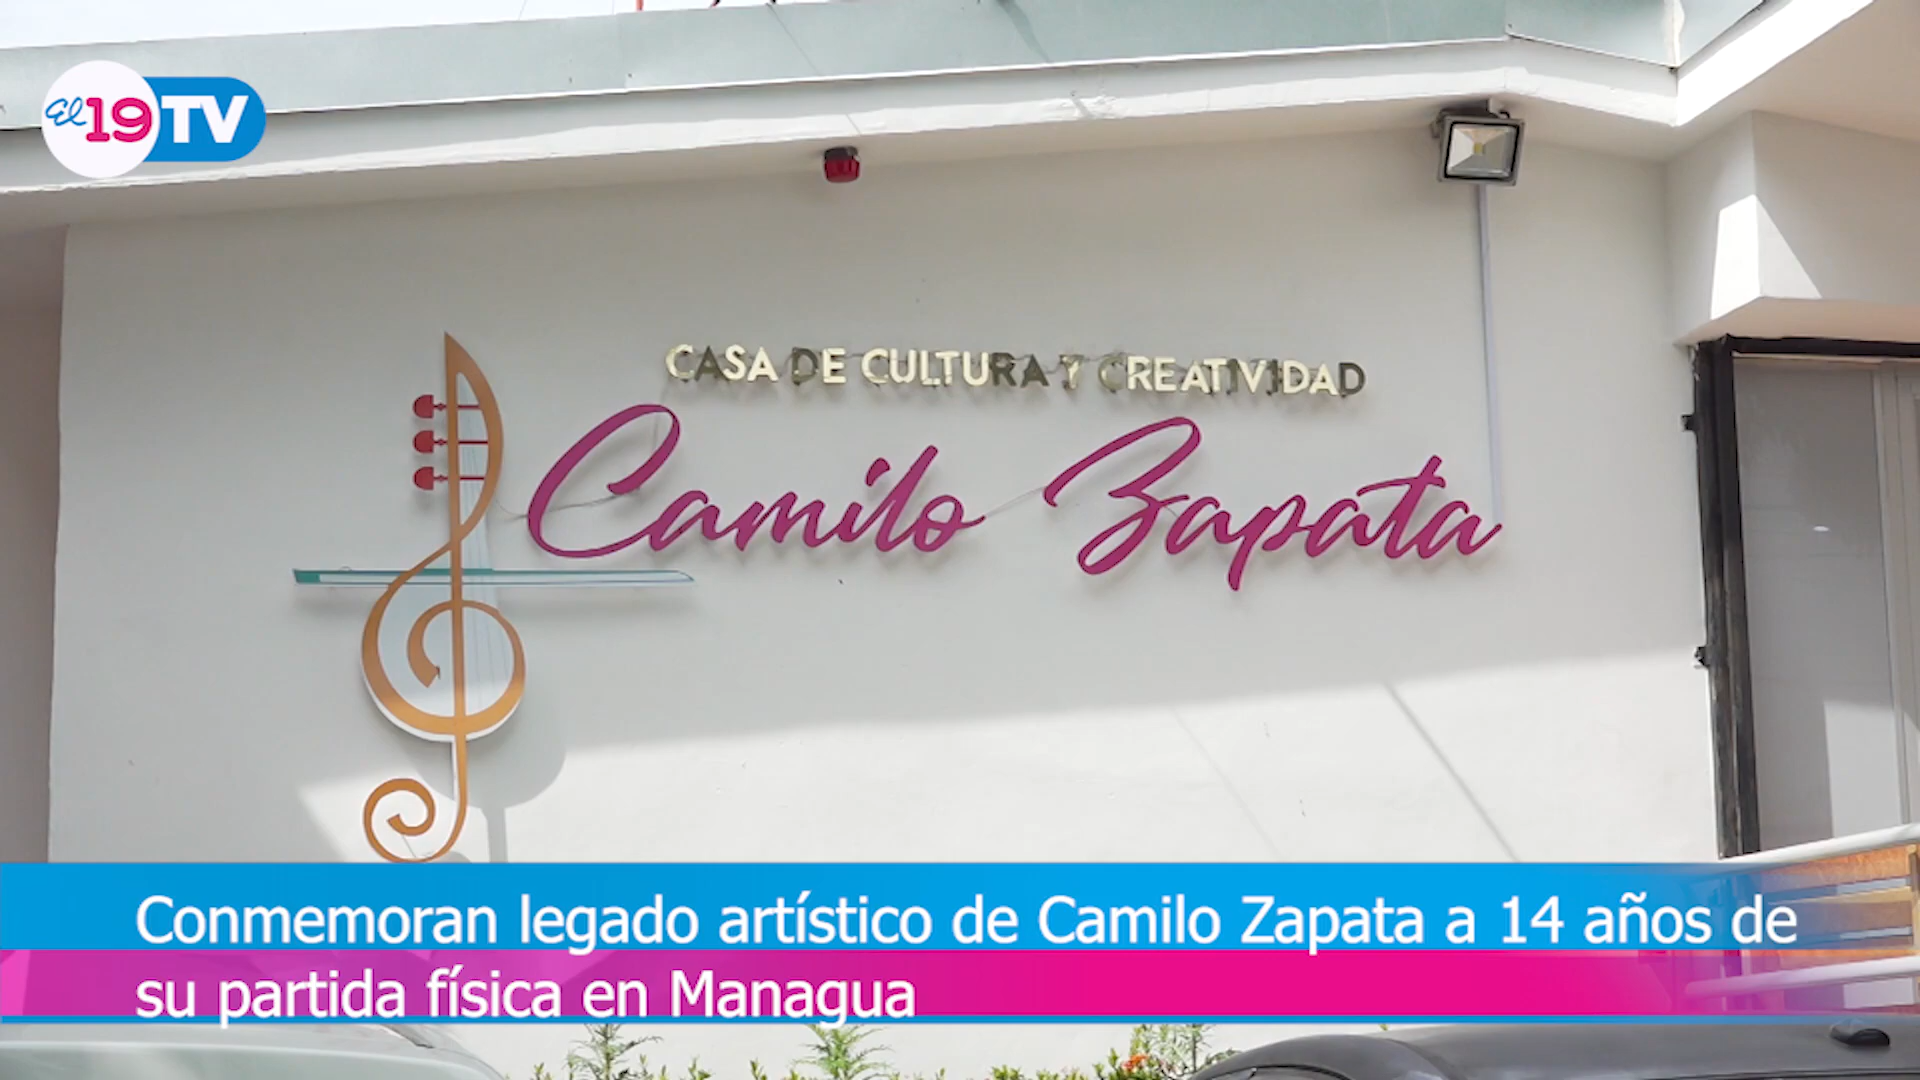 El 19 TV
CASA DE CULTURA Y CREATIVIDAD
Camilo Zapata
Conmemoran legado artístico de Camilo Zapata a 14 años de
su partida física en Managua